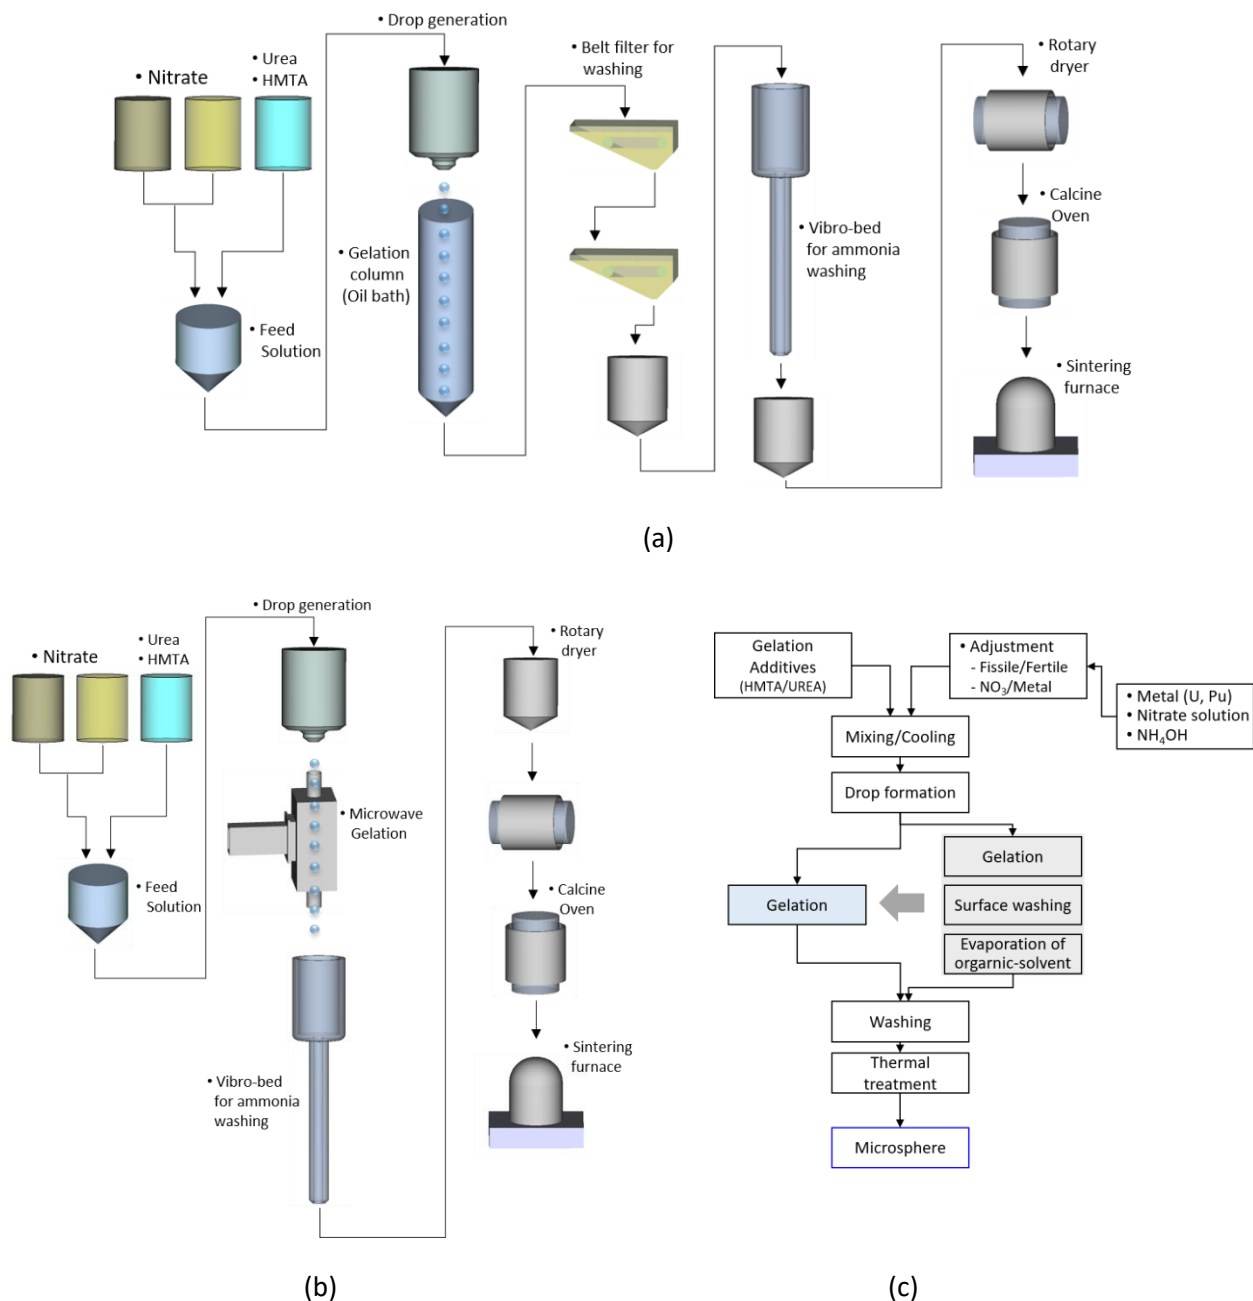 • Drop generation
• Urea
• HMTA
• Nitrate
• Belt filter for
washing
• Rotary
dryer
• Gelation
column
(Oil bath)
• Feed
Solution
• Vibro-bed
for ammonia
washing
• Calcine
Oven
• Sintering
furnace
(a)
• Drop generation
• Urea
• HMTA
• Nitrate
• Rotary
dryer
• Microwave
Gelation
• Feed
Solution
• Calcine
Oven
• Vibro-bed
for ammonia
washing
• Sintering
furnace
(b)
Gelation
Additives
(HMTA/UREA)
• Adjustment
- Fissile/Fertile
- NO₃/Metal
• Metal (U, Pu)
• Nitrate solution
• NH₄OH
Mixing/Cooling
Drop formation
Gelation
Gelation
Surface washing
Evaporation of
orgarnic-solvent
Washing
Thermal
treatment
Microsphere
(c)